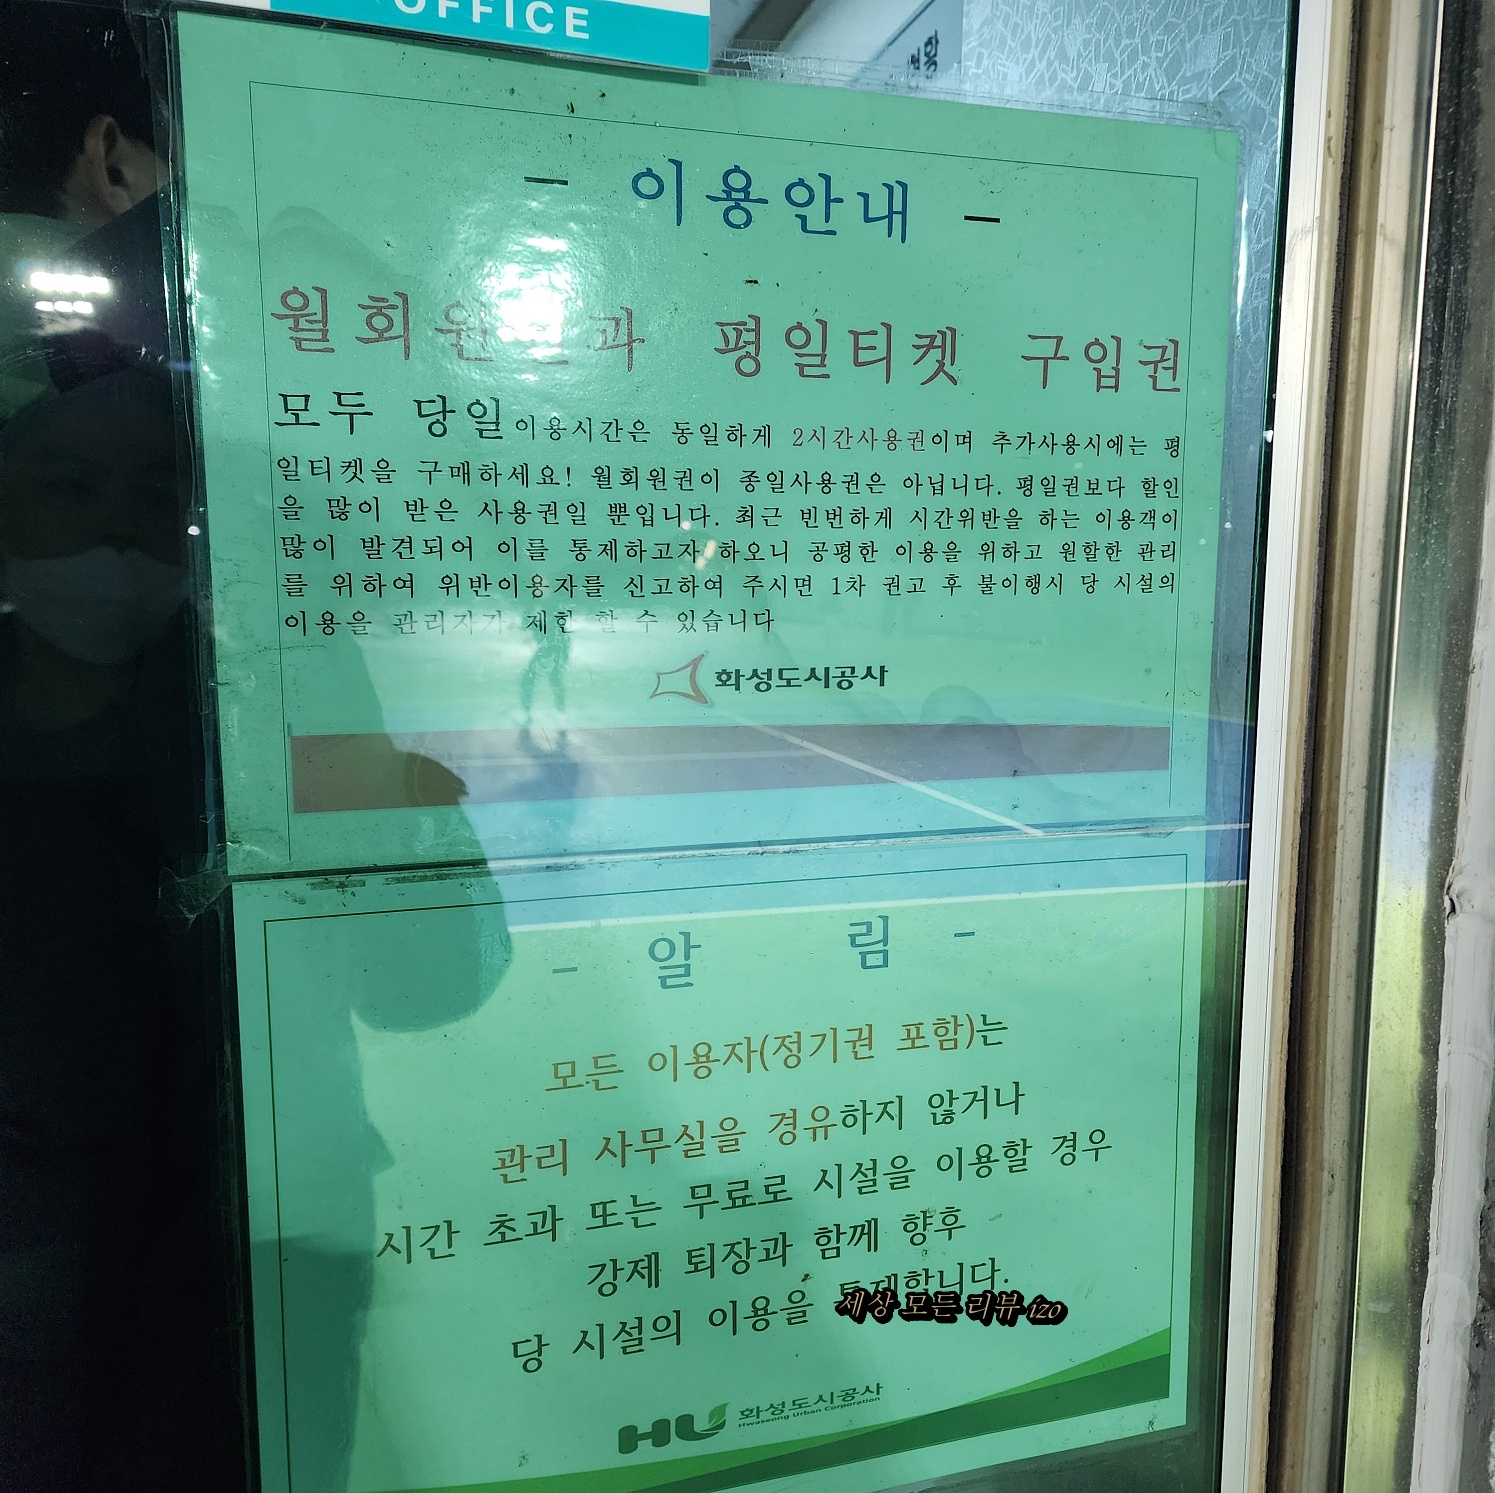 OFFICE
- 이용안내 -
월회원권과 평일티켓 구입권
모두 당일이용시간은 동일하게 2시간사용권이며 추가사용시에는 평
일티켓을 구매하세요! 월회원권이 종일사용권은 아닙니다. 평일권보다 할인
을 많이 받은 사용권일 뿐입니다. 최근 빈번하게 시간위반을 하는 이용객이
많이 발견되어 이를 통제하고자 하오니 공평한 이용을 위하고 원할한 관리
를 위하여 위반이용자를 신고하여 주시면 1차 권고 후 불이행시 당 시설의
이용을 관리자가 제한 할 수 있습니다
화성도시공사
- 알 림 -
모든 이용자(정기권 포함)는
관리 사무실을 경유하지 않거나
시간 초과 또는 무료로 시설을 이용할 경우
강제 퇴장과 함께 향후
당 시설의 이용을 통제합니다.
세상 모든 리뷰 izo
HU 화성도시공사
Hwaseong Urban Corporation